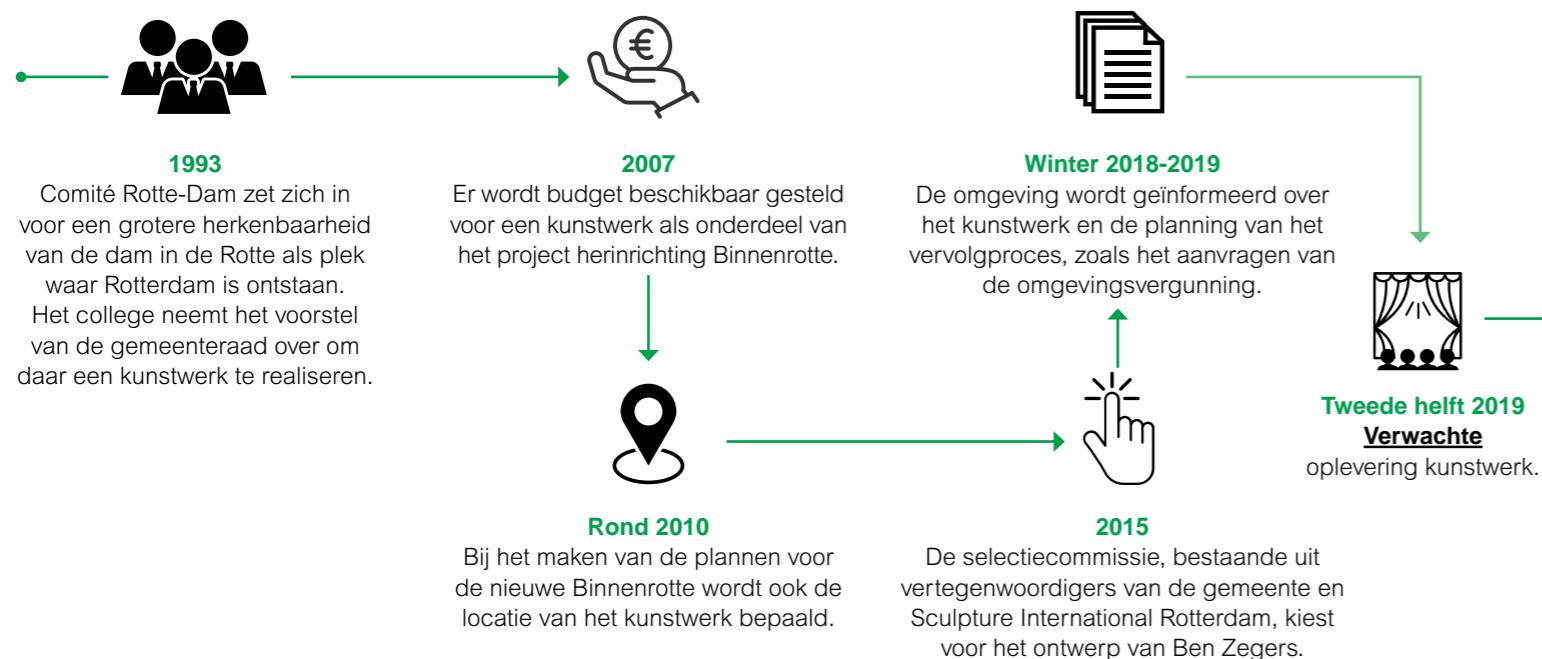 1993
Comité Rotte-Dam zet zich in
voor een grotere herkenbaarheid
van de dam in de Rotte als plek
waar Rotterdam is ontstaan.
Het college neemt het voorstel
van de gemeenteraad over om
daar een kunstwerk te realiseren.
€
2007
Er wordt budget beschikbaar gesteld
voor een kunstwerk als onderdeel van
het project herinrichting Binnenrotte.
Rond 2010
Bij het maken van de plannen voor
de nieuwe Binnenrotte wordt ook de
locatie van het kunstwerk bepaald.
2015
De selectiecommissie, bestaande uit
vertegenwoordigers van de gemeente en
Sculpture International Rotterdam, kiest
voor het ontwerp van Ben Zegers.
Winter 2018-2019
De omgeving wordt geïnformeerd over
het kunstwerk en de planning van het
vervolgproces, zoals het aanvragen van
de omgevingsvergunning.
Tweede helft 2019
Verwachte
oplevering kunstwerk.